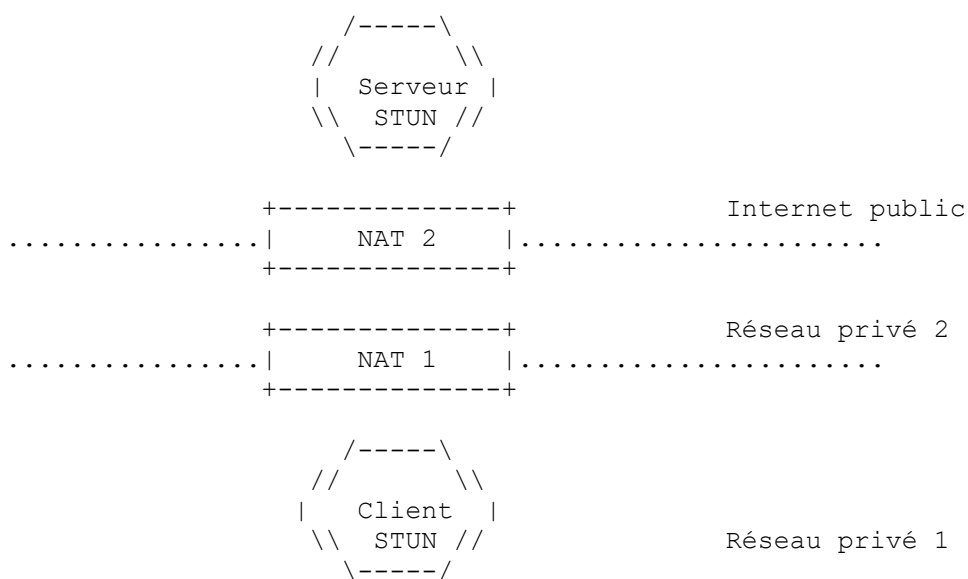 /-----\
// \\
| Serveur |
\\ STUN //
\-----/
+--------------+ Internet public
................| NAT 2 |.......................
+--------------+
+--------------+ Réseau privé 2
................| NAT 1 |.......................
+--------------+
/-----\
// \\
| Client |
\\ STUN // Réseau privé 1
\-----/